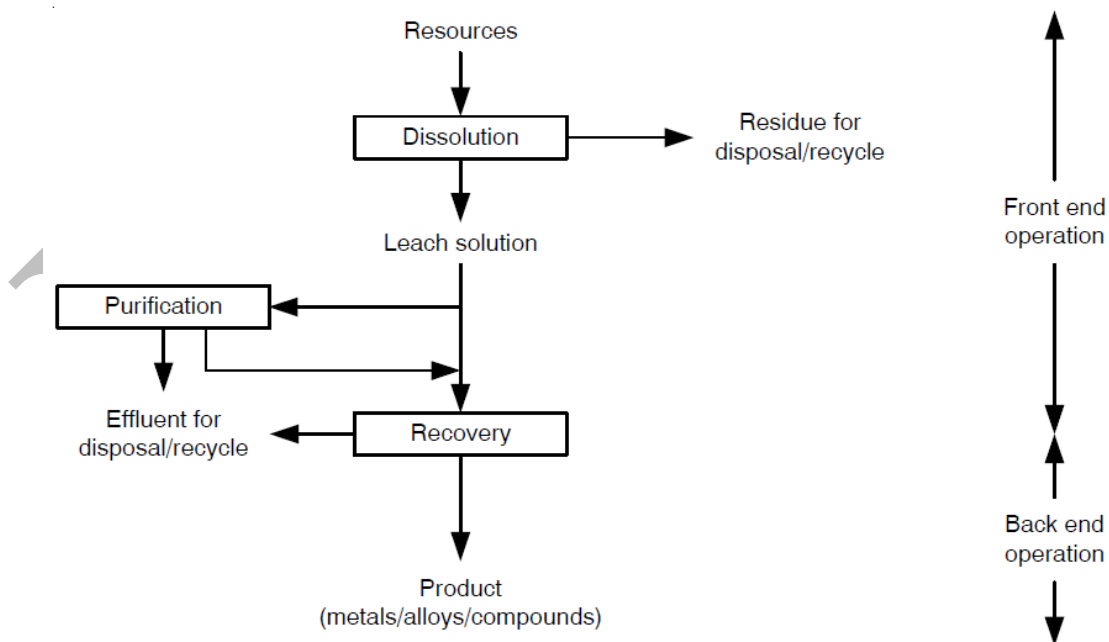 Resources
Dissolution
Residue for
disposal/recycle
Leach solution
Front end
operation
Purification
Effluent for
disposal/recycle
Recovery
Back end
operation
Product
(metals/alloys/compounds)